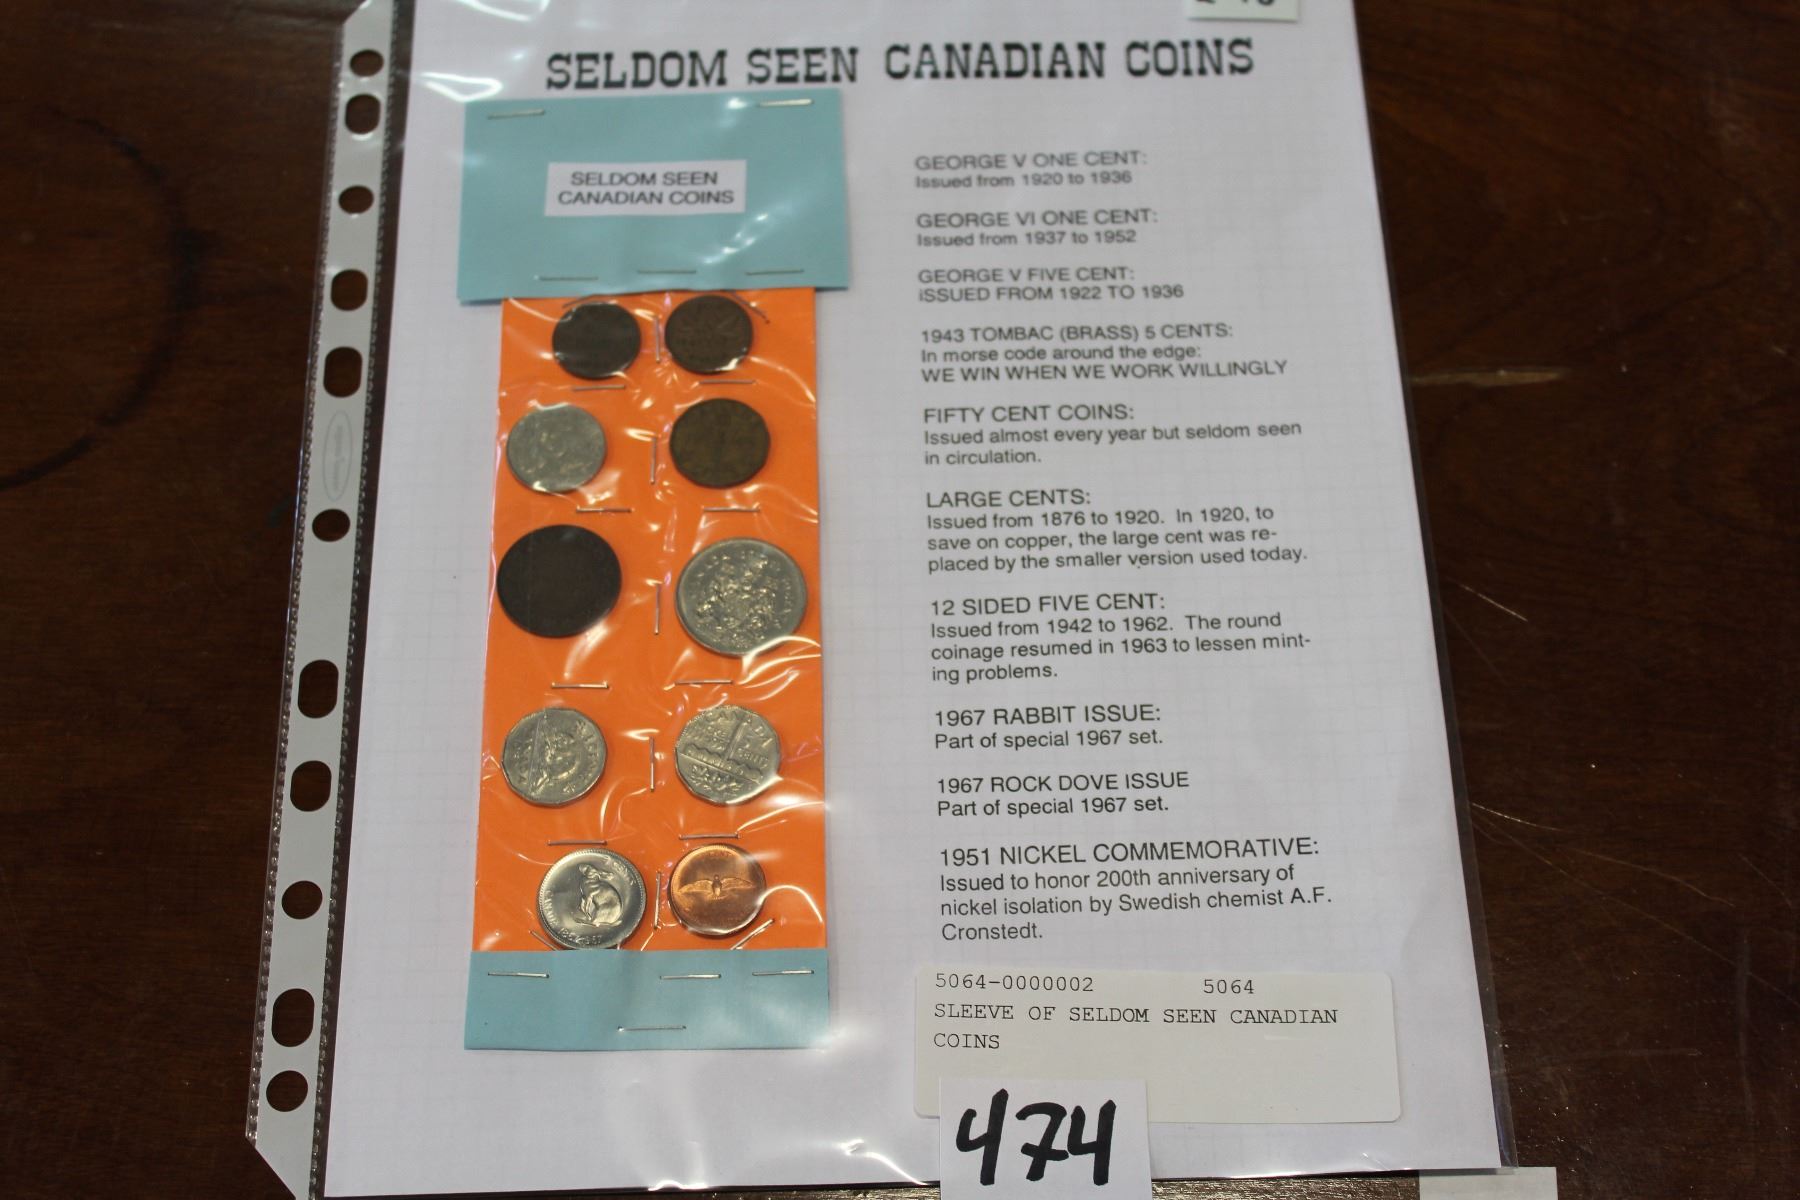 SELDOM SEEN CANADIAN COINS
SELDOM SEEN
CANADIAN COINS
GEORGE V ONE CENT:
Issued from 1920 to 1936
GEORGE VI ONE CENT:
Issued from 1937 to 1952
GEORGE V FIVE CENT:
ISSUED FROM 1922 TO 1936
1943 TOMBAC (BRASS) 5 CENTS:
In morse code around the edge:
WE WIN WHEN WE WORK WILLINGLY
FIFTY CENT COINS:
Issued almost every year but seldom seen
in circulation.
LARGE CENTS:
Issued from 1876 to 1920. In 1920, to
save on copper, the large cent was re-
placed by the smaller version used today.
12 SIDED FIVE CENT:
Issued from 1942 to 1962. The round
coinage resumed in 1963 to lessen mint-
ing problems.
1967 RABBIT ISSUE:
Part of special 1967 set.
1967 ROCK DOVE ISSUE
Part of special 1967 set.
1951 NICKEL COMMEMORATIVE:
Issued to honor 200th anniversary of
nickel isolation by Swedish chemist A.F.
Cronstedt.
5064-0000002 5064
SLEEVE OF SELDOM SEEN CANADIAN
COINS
474